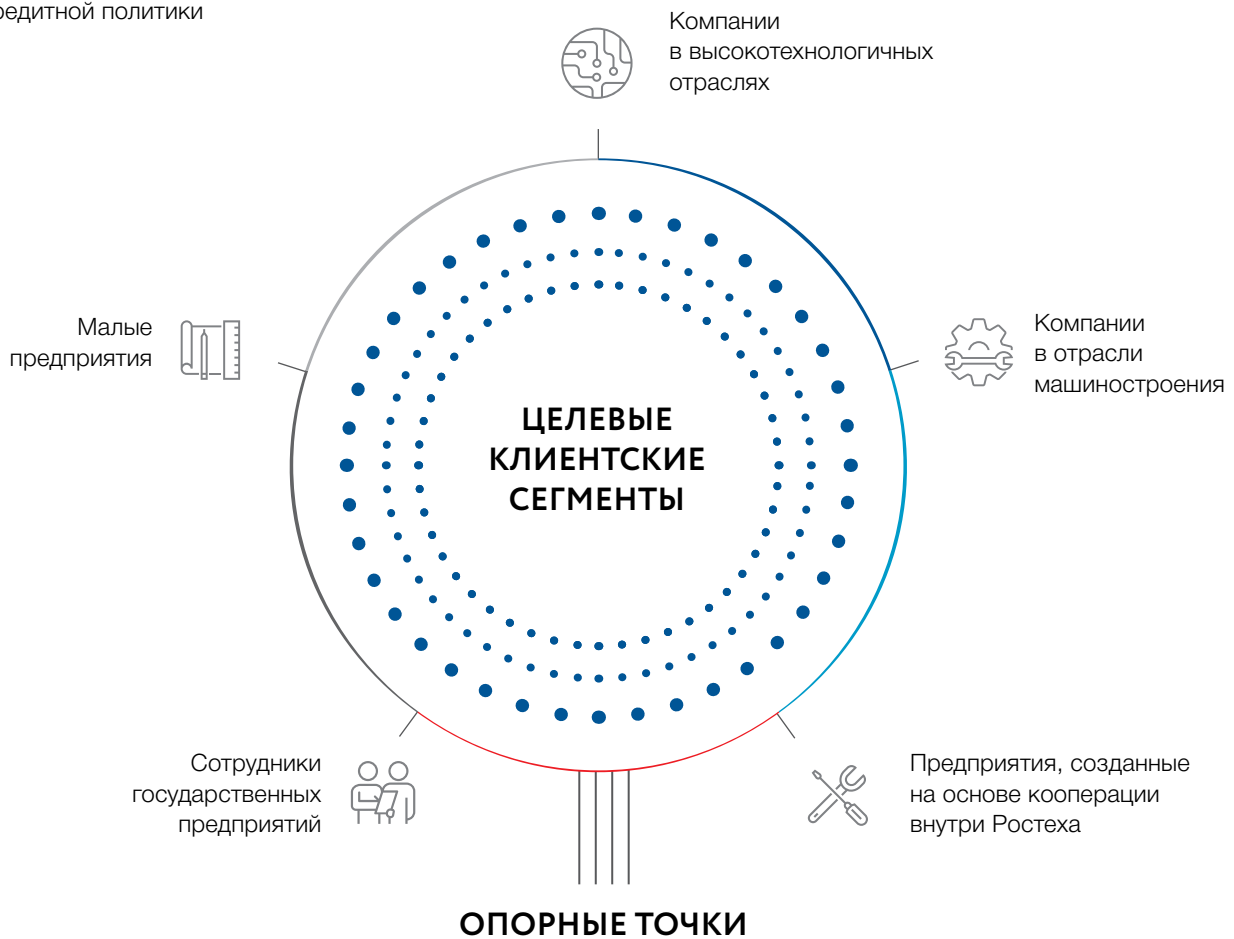 редитной политики
Компании
в высокотехнологичных
отраслях
Малые
предприятия
Компании
в отрасли
машиностроения
ЦЕЛЕВЫЕ
КЛИЕНТСКИЕ
СЕГМЕНТЫ
Сотрудники
государственных
предприятий
Предприятия, созданные
на основе кооперации
внутри Ростеха
ОПОРНЫЕ ТОЧКИ